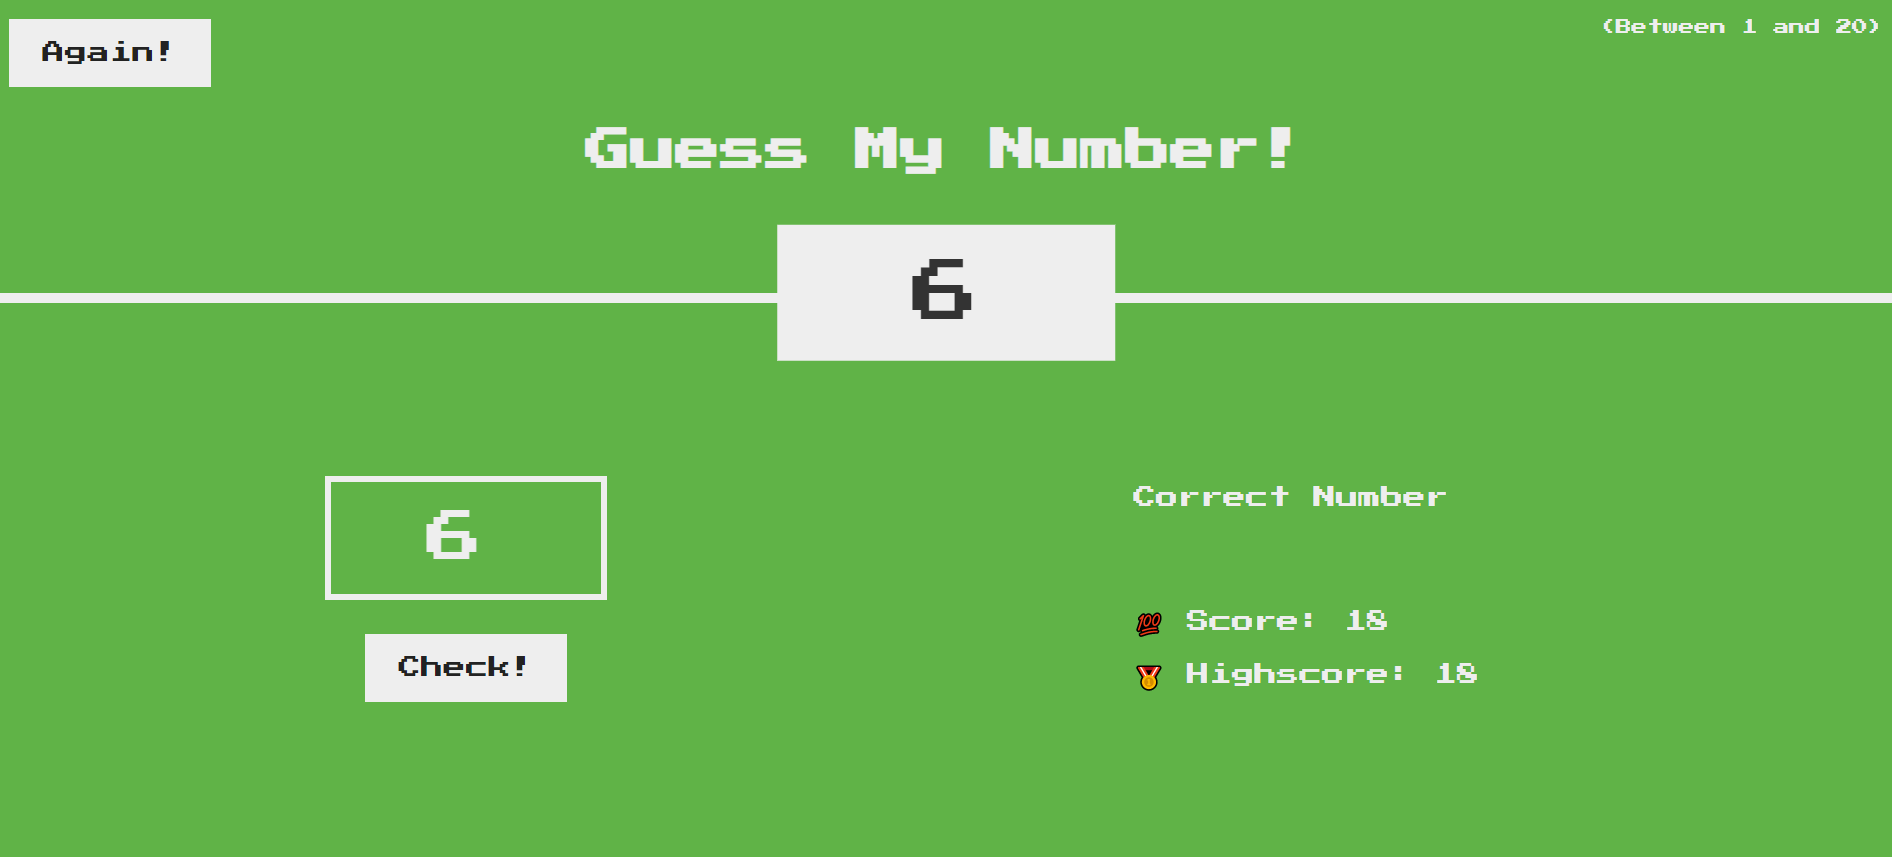 Again!
(Between 1 and 20)
Guess My Number!
6
6
Check!
Correct Number
💯 Score: 18
🥇 Highscore: 18